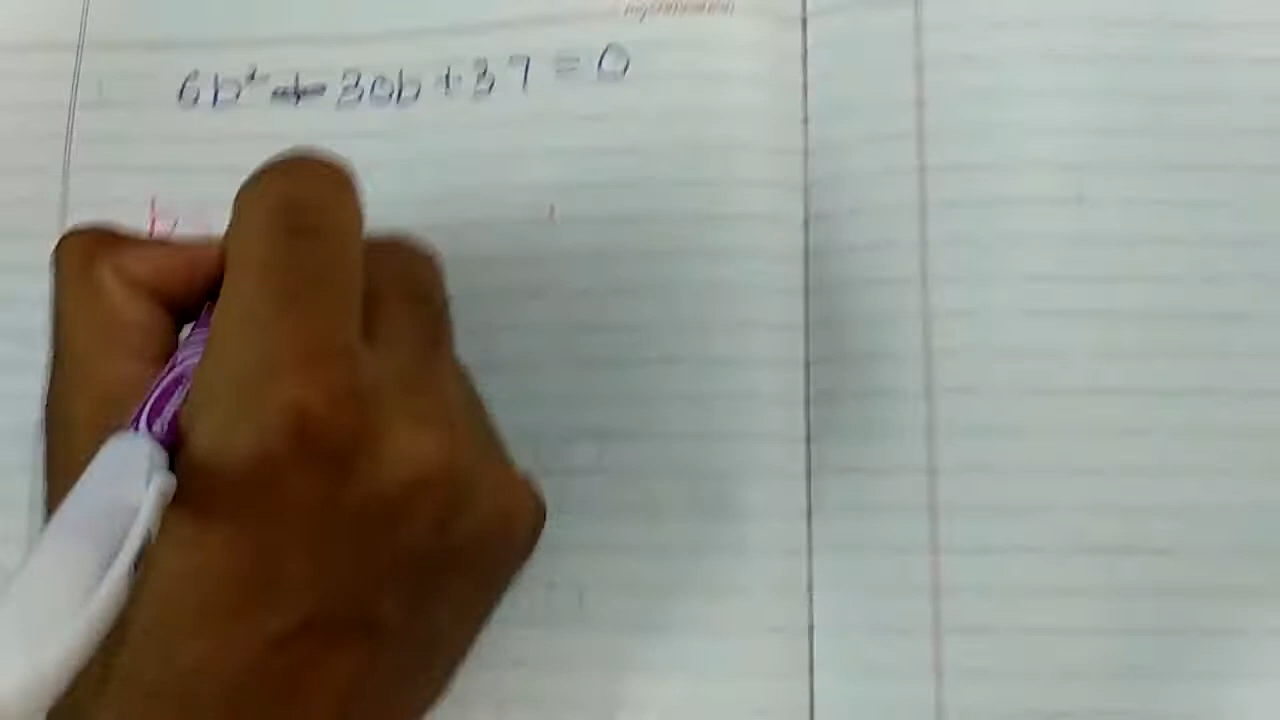 6b² + 30b + 37 = 0
b